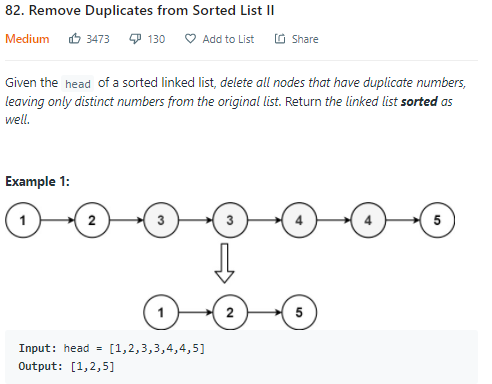 82. Remove Duplicates from Sorted List II
Medium 3473 130 Add to List Share
Given the head of a sorted linked list, delete all nodes that have duplicate numbers,
leaving only distinct numbers from the original list. Return the linked list sorted as
well.
Example 1:
1 2 3 3 4 4 5
1 2 5
Input: head = [1,2,3,3,4,4,5]
Output: [1,2,5]